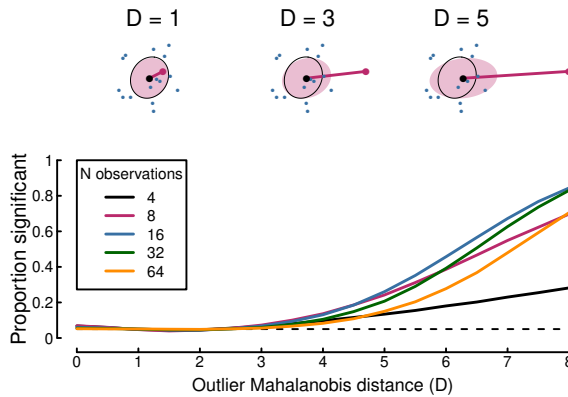 D = 1 D = 3 D = 5
Proportion significant
1
0.8
0.6
0.4
0.2
0
N observations
4
8
16
32
64
0 1 2 3 4 5 6 7 8
Outlier Mahalanobis distance (D)